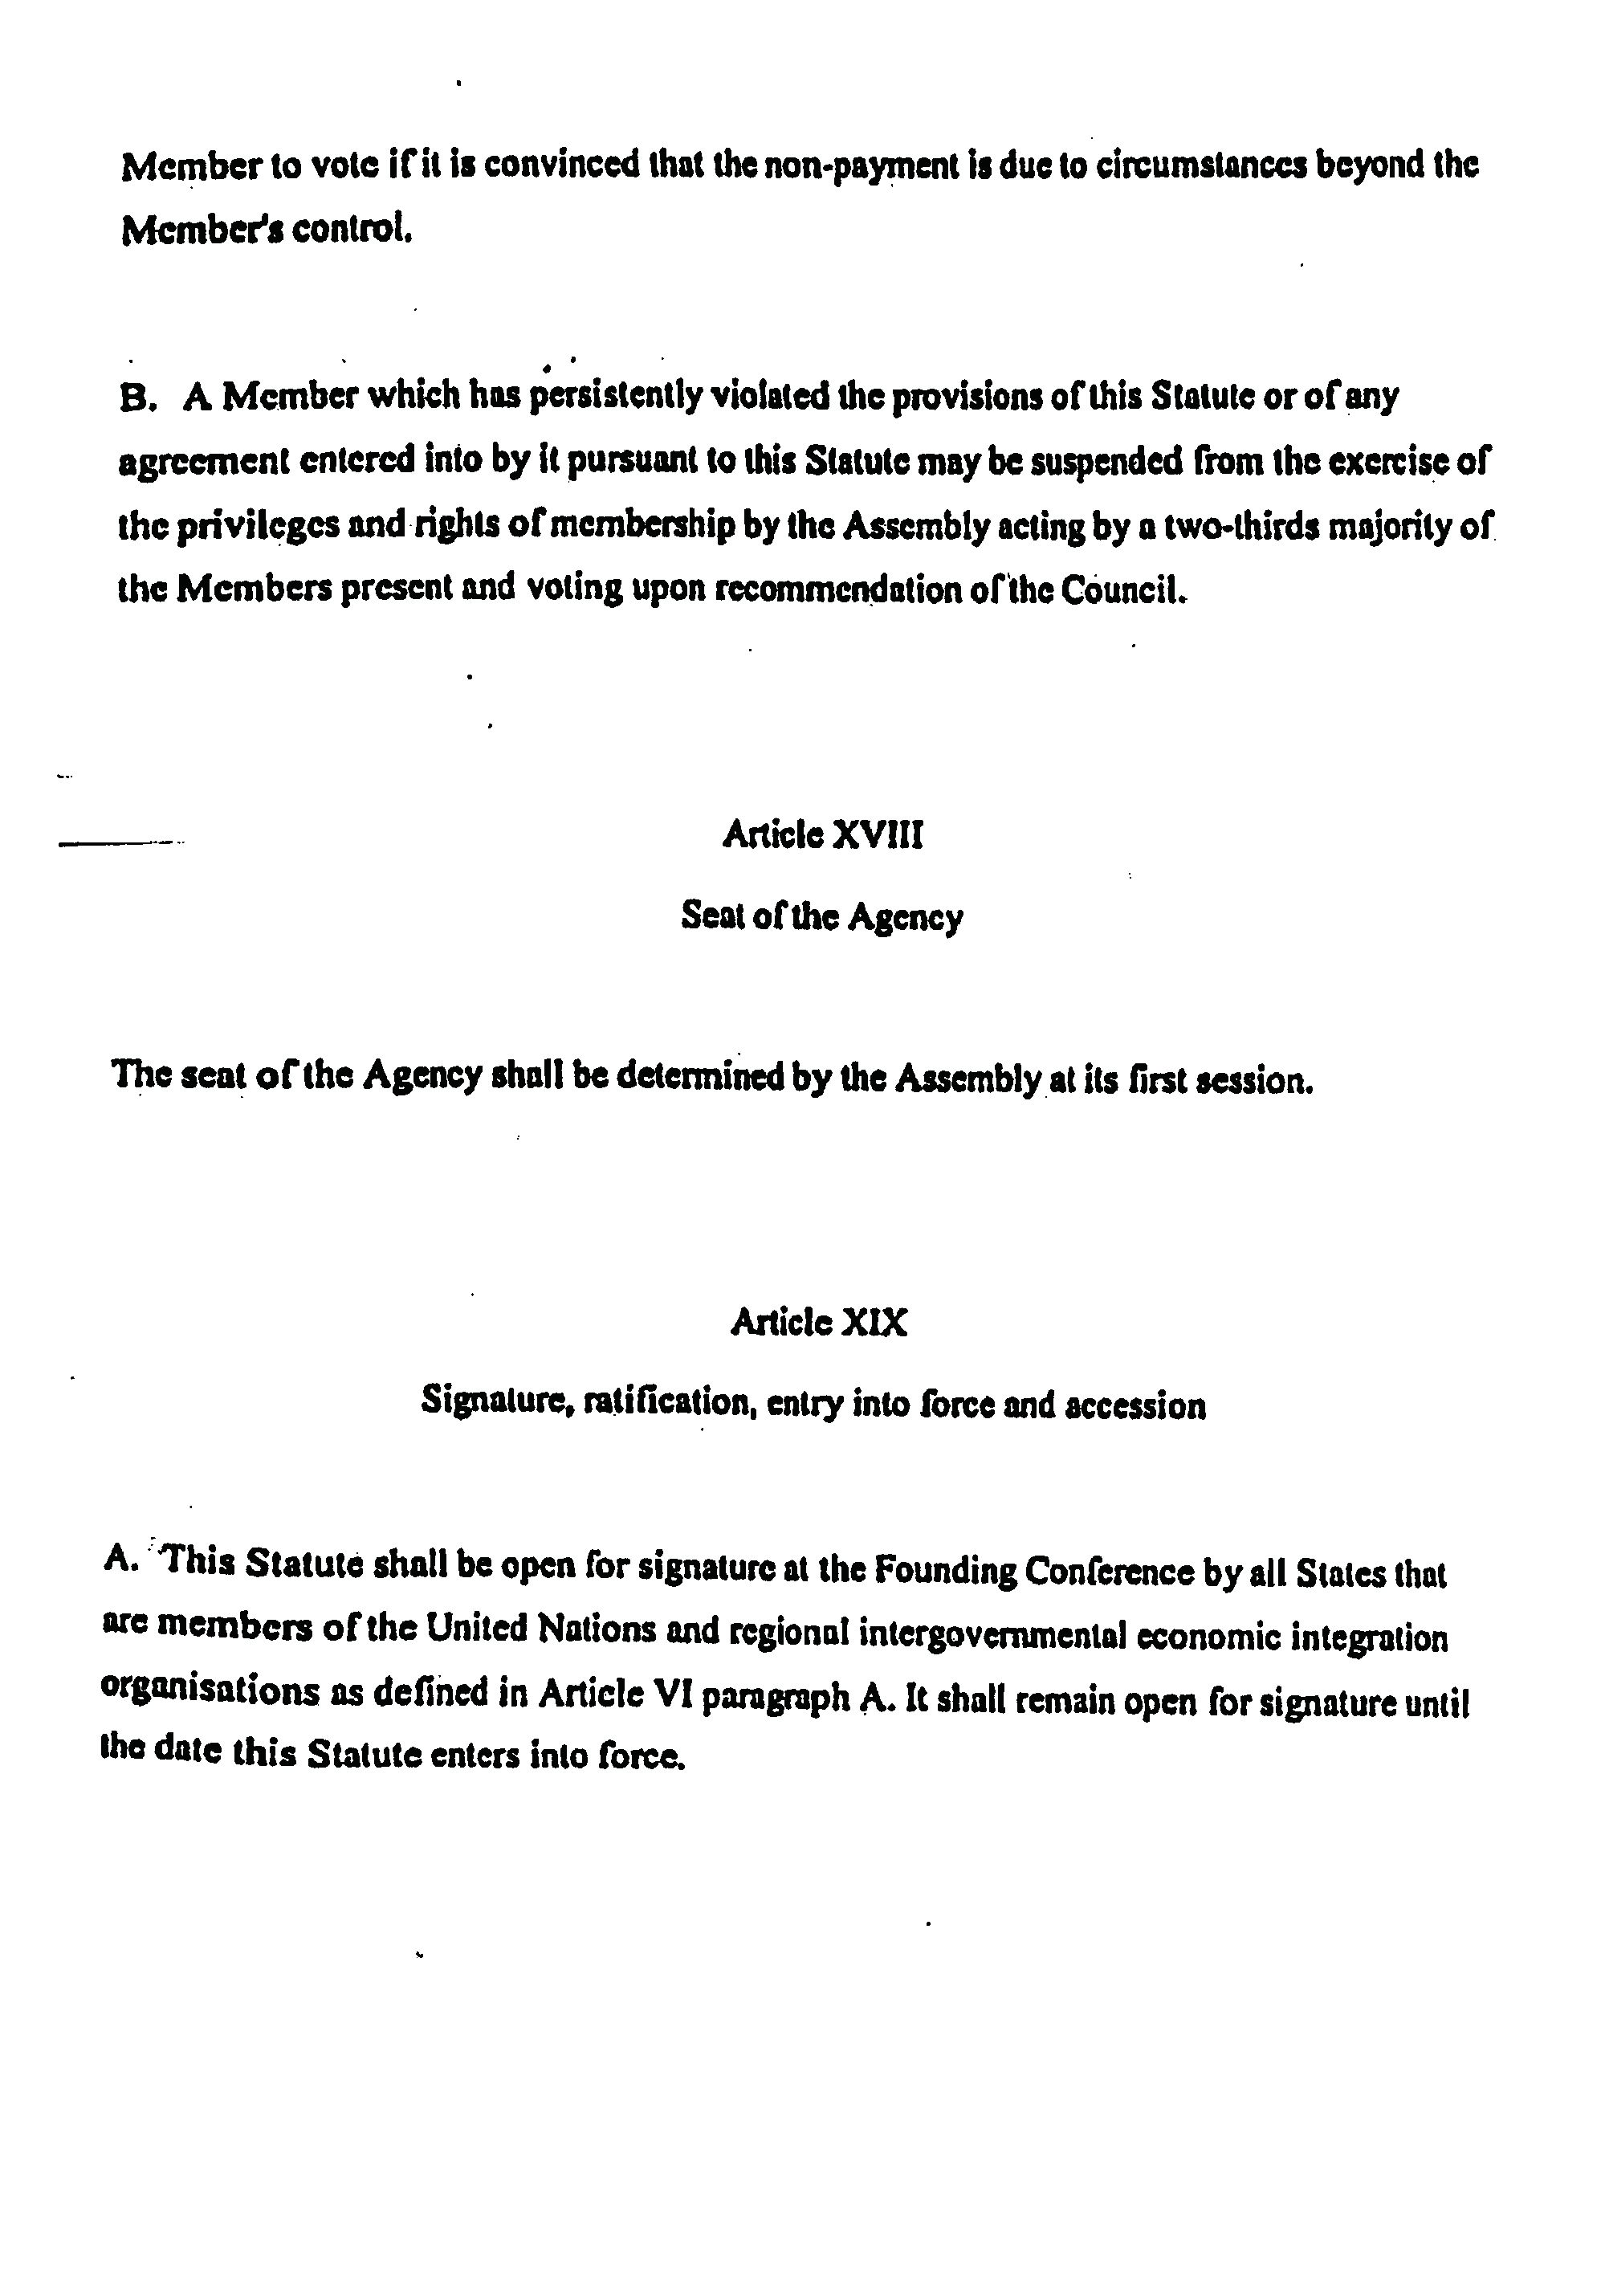 Member to vote if it is convinced that the non-payment is due to circumstances beyond the
Member's control.
B. A Member which has persistently violated the provisions of this Statute or of any
agreement entered into by it pursuant to this Statute may be suspended from the exercise of
the privileges and rights of membership by the Assembly acting by a two-thirds majority of
the Members present and voting upon recommendation of the Council.
Article XVIII
Seat of the Agency
The seat of the Agency shall be determined by the Assembly at its first session.
Article XIX
Signature, ratification, entry into force and accession
A. This Statute shall be open for signature at the Founding Conference by all States that
are members of the United Nations and regional intergovernmental economic integration
organisations as defined in Article VI paragraph A. It shall remain open for signature until
the date this Statute enters into force.